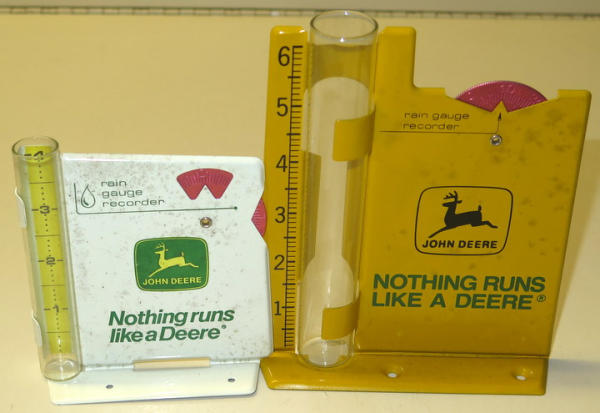 4
3
2
1
rain
gauge
recorder
JOHN DEERE
Nothing runs
like a Deere®
6
5
4
3
2
1
rain gauge
recorder
JOHN DEERE
NOTHING RUNS
LIKE A DEERE®